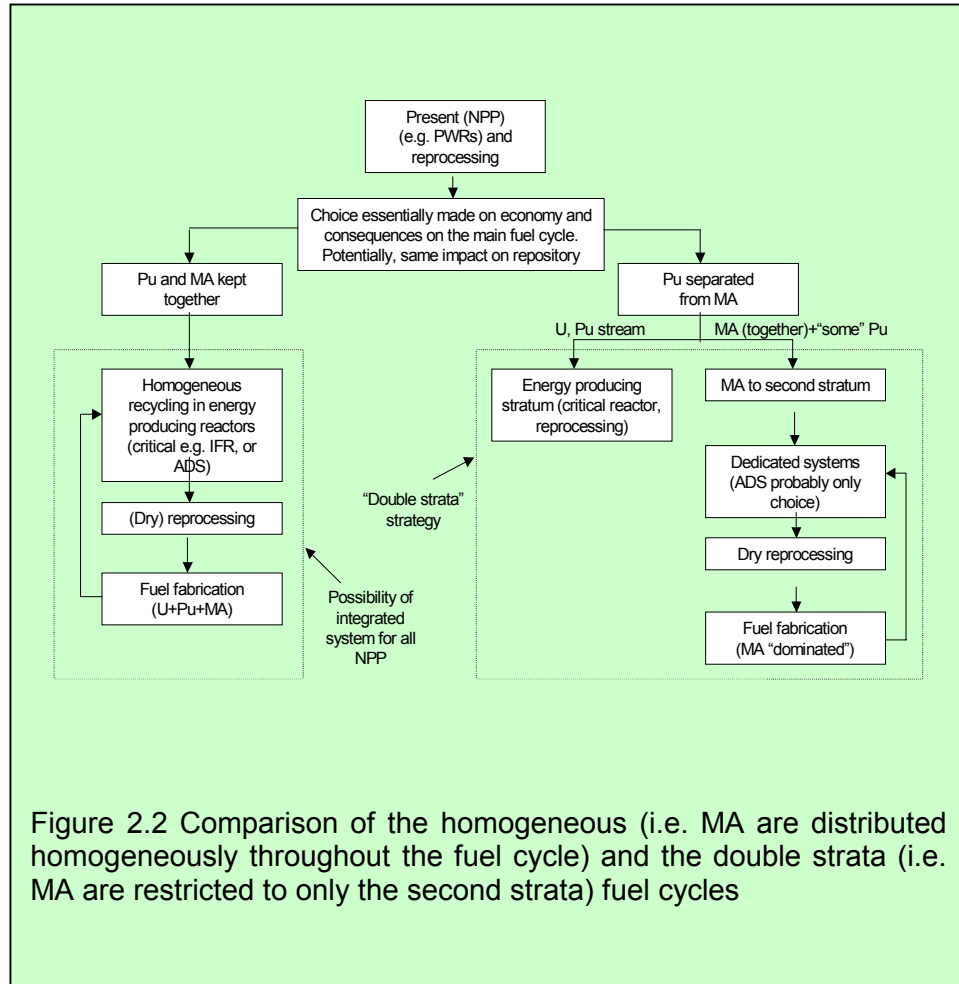 Present (NPP)
(e.g. PWRs) and
reprocessing
Choice essentially made on economy and
consequences on the main fuel cycle.
Potentially, same impact on repository
Pu and MA kept
together
Pu separated
from MA
U, Pu stream
MA (together)+“some” Pu
Homogeneous
recycling in energy
producing reactors
(critical e.g. IFR, or
ADS)
(Dry) reprocessing
Fuel fabrication
(U+Pu+MA)
Possibility of
integrated
system for all
NPP
“Double strata”
strategy
Energy producing
stratum (critical reactor,
reprocessing)
MA to second stratum
Dedicated systems
(ADS probably only
choice)
Dry reprocessing
Fuel fabrication
(MA “dominated”)
Figure 2.2 Comparison of the homogeneous (i.e. MA are distributed
homogeneously throughout the fuel cycle) and the double strata (i.e.
MA are restricted to only the second strata) fuel cycles